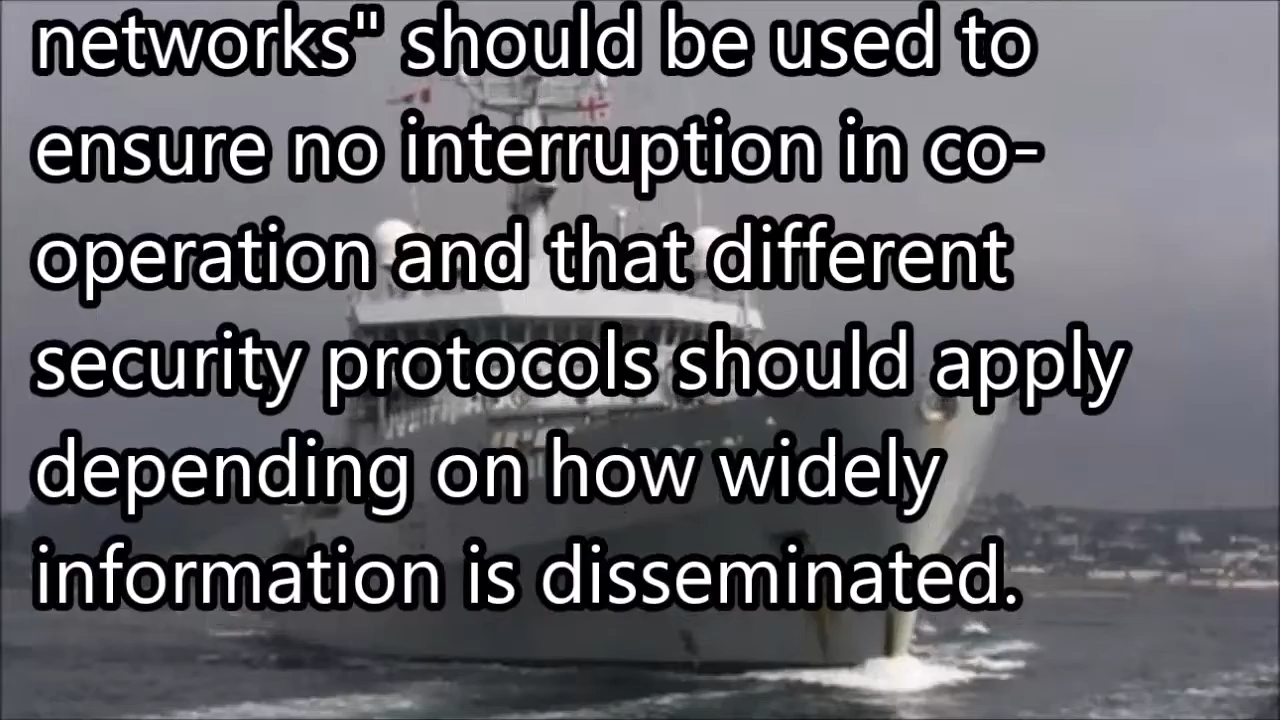 networks" should be used to
ensure no interruption in co-
operation and that different
security protocols should apply
depending on how widely
information is disseminated.